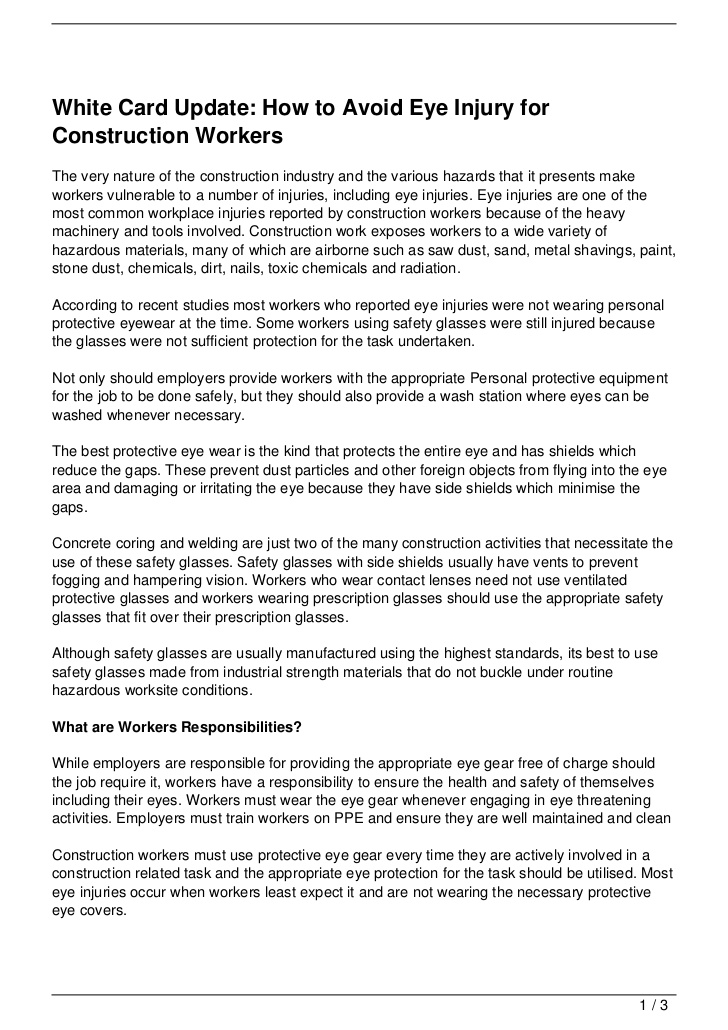 White Card Update: How to Avoid Eye Injury for
Construction Workers
The very nature of the construction industry and the various hazards that it presents make
workers vulnerable to a number of injuries, including eye injuries. Eye injuries are one of the
most common workplace injuries reported by construction workers because of the heavy
machinery and tools involved. Construction work exposes workers to a wide variety of
hazardous materials, many of which are airborne such as saw dust, sand, metal shavings, paint,
stone dust, chemicals, dirt, nails, toxic chemicals and radiation.
According to recent studies most workers who reported eye injuries were not wearing personal
protective eyewear at the time. Some workers using safety glasses were still injured because
the glasses were not sufficient protection for the task undertaken.
Not only should employers provide workers with the appropriate Personal protective equipment
for the job to be done safely, but they should also provide a wash station where eyes can be
washed whenever necessary.
The best protective eye wear is the kind that protects the entire eye and has shields which
reduce the gaps. These prevent dust particles and other foreign objects from flying into the eye
area and damaging or irritating the eye because they have side shields which minimise the
gaps.
Concrete coring and welding are just two of the many construction activities that necessitate the
use of these safety glasses. Safety glasses with side shields usually have vents to prevent
fogging and hampering vision. Workers who wear contact lenses need not use ventilated
protective glasses and workers wearing prescription glasses should use the appropriate safety
glasses that fit over their prescription glasses.
Although safety glasses are usually manufactured using the highest standards, its best to use
safety glasses made from industrial strength materials that do not buckle under routine
hazardous worksite conditions.
What are Workers Responsibilities?
While employers are responsible for providing the appropriate eye gear free of charge should
the job require it, workers have a responsibility to ensure the health and safety of themselves
including their eyes. Workers must wear the eye gear whenever engaging in eye threatening
activities. Employers must train workers on PPE and ensure they are well maintained and clean
Construction workers must use protective eye gear every time they are actively involved in a
construction related task and the appropriate eye protection for the task should be utilised. Most
eye injuries occur when workers least expect it and are not wearing the necessary protective
eye covers.
1 / 3